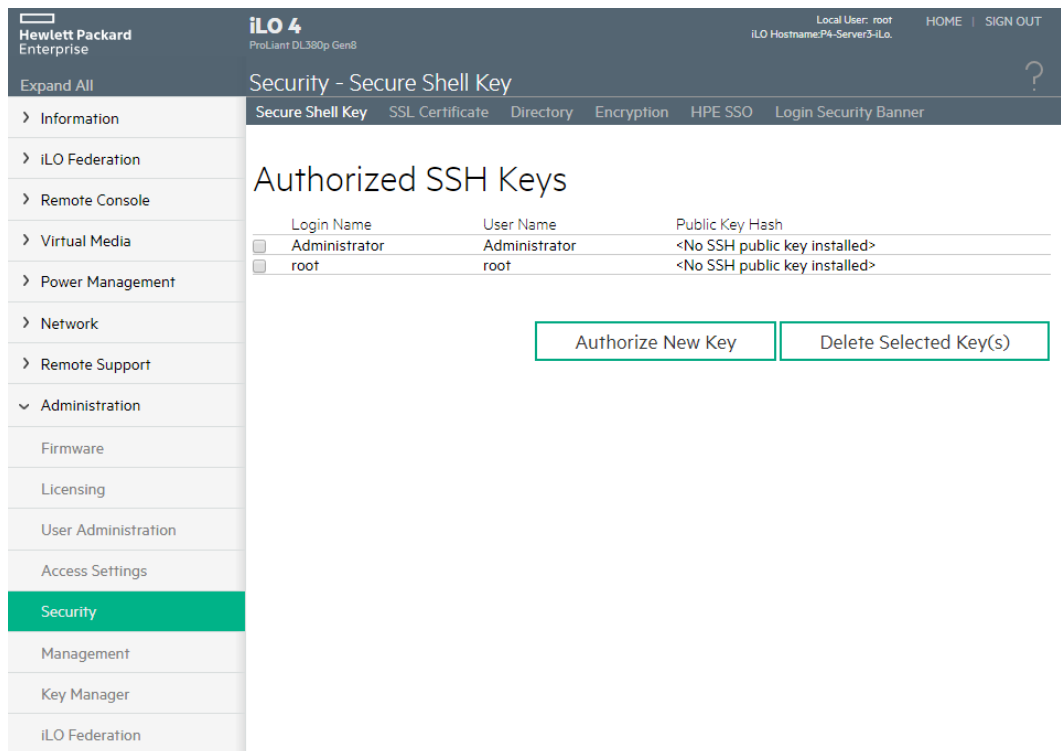 Hewlett Packard
Enterprise
iLO 4
ProLiant DL380p Gen8
Local User: root
iLO Hostname:P4-Server3-iLo.
HOME | SIGN OUT
Expand All
Security - Secure Shell Key
?
Secure Shell Key SSL Certificate Directory Encryption HPE SSO Login Security Banner
Information
iLO Federation
Remote Console
Virtual Media
Power Management
Network
Remote Support
Administration
Firmware
Licensing
User Administration
Access Settings
Security
Management
Key Manager
iLO Federation
Authorized SSH Keys
Login Name User Name Public Key Hash
Administrator Administrator <No SSH public key installed>
root root <No SSH public key installed>
Authorize New Key Delete Selected Key(s)